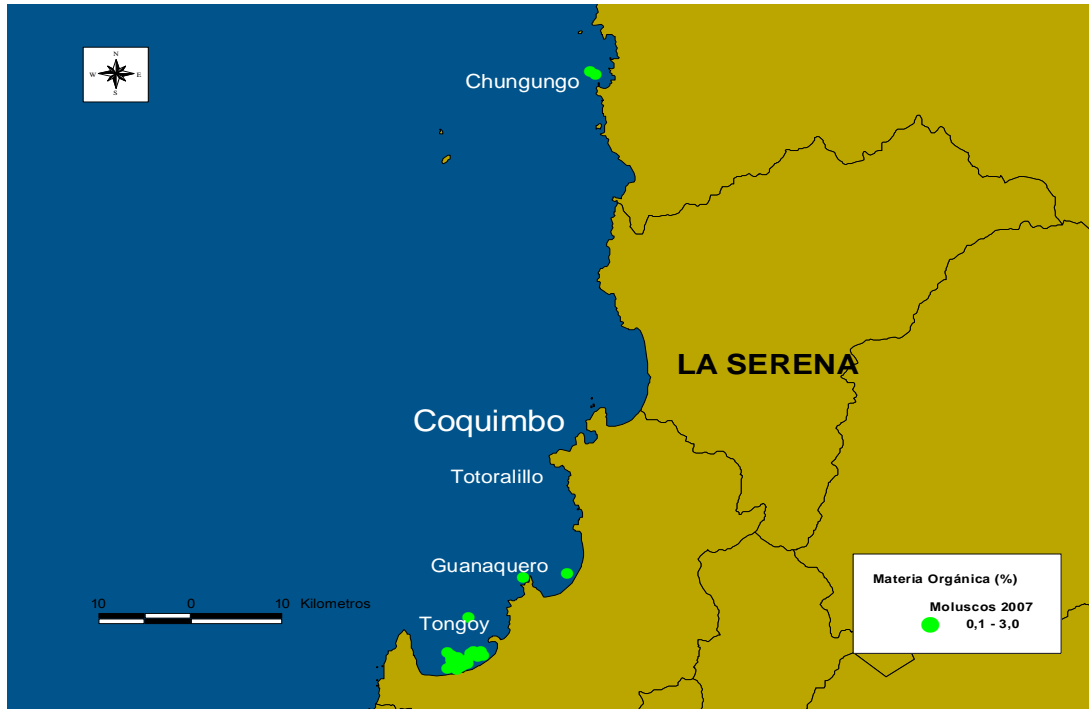 N
W E
S
Chungungo
LA SERENA
Coquimbo
Totoralillo
Guanaquero
10 0 10 Kilometros
Tongoy
Materia Orgánica (%)
Moluscos 2007
0,1 - 3,0